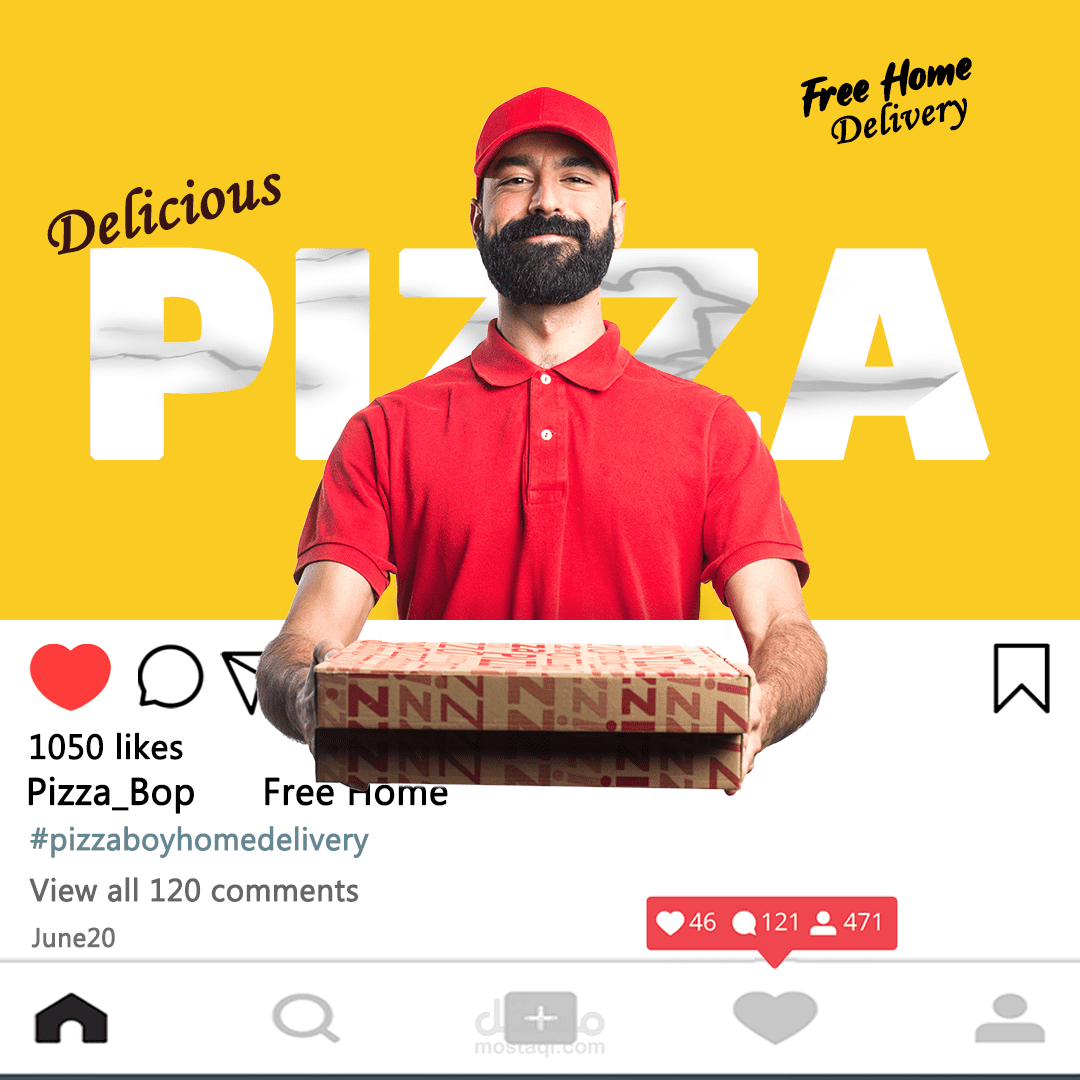 Free Home
Delivery
Delicious
PIZZA
1050 likes
Pizza_Bop Free Home
#pizzaboyhomedelivery
View all 120 comments
June20
46 121 471
mostaql.com